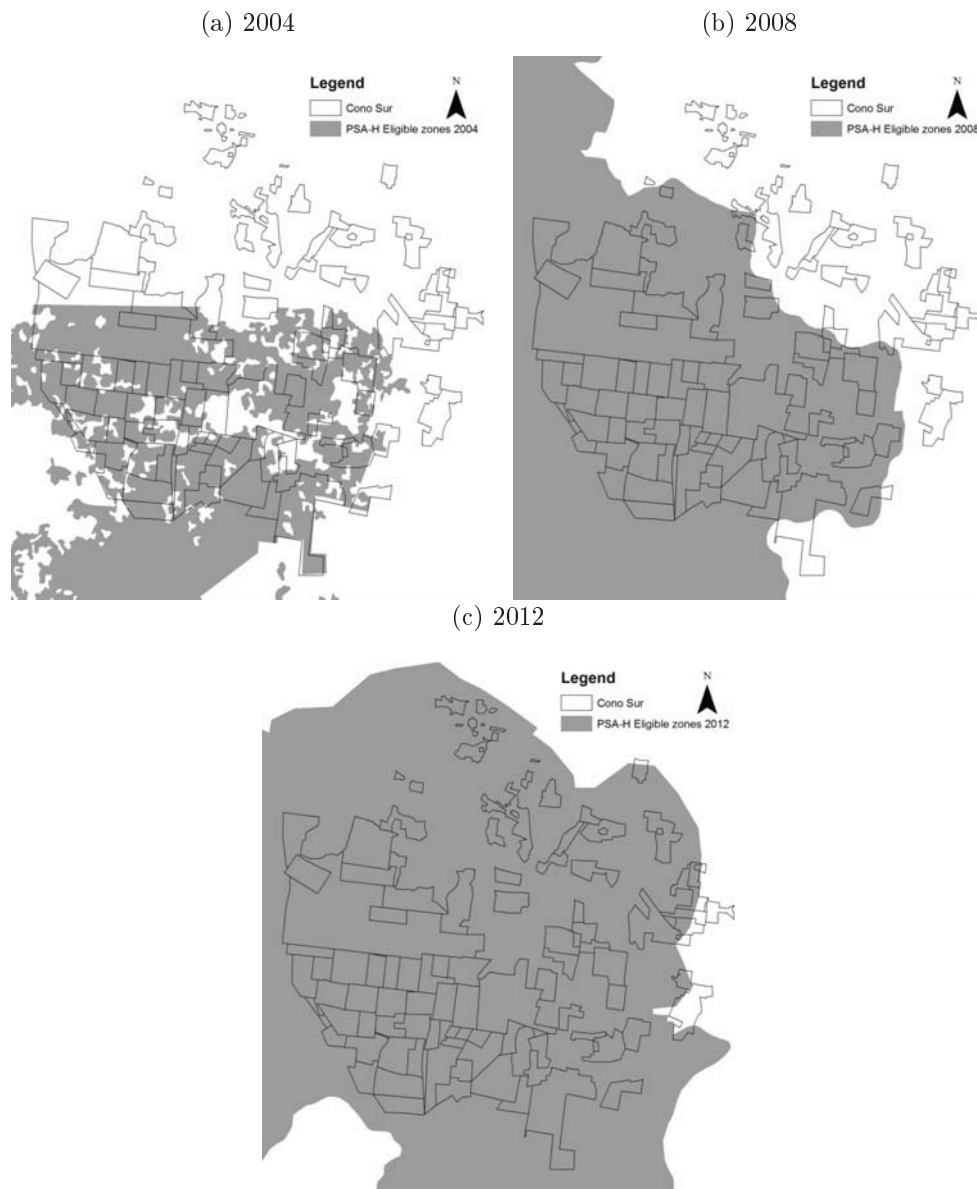 (a) 2004
Legend
N
Cono Sur
PSA-H Eligible zones 2004
(b) 2008
Legend
N
Cono Sur
PSA-H Eligible zones 2008
(c) 2012
Legend
N
Cono Sur
PSA-H Eligible zones 2012